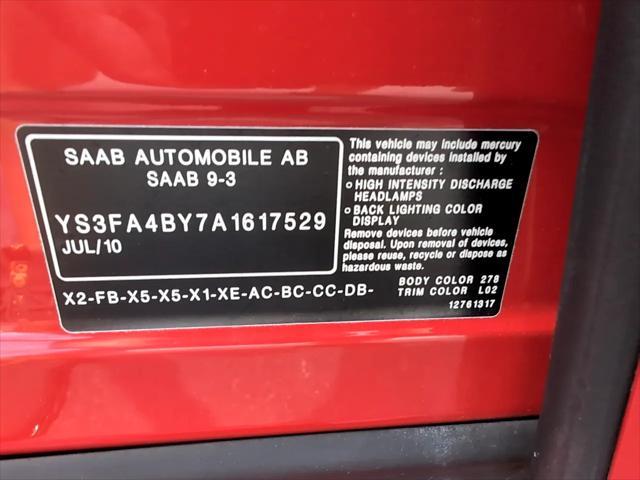 SAAB AUTOMOBILE AB
SAAB 9-3
YS3FA4BY7A1617529
JUL/10
X2-FB-X5-X5-X1-XE-AC-BC-CC-DB-
This vehicle may include mercury
containing devices installed by
the manufacturer :
o HIGH INTENSITY DISCHARGE
HEADLAMPS
o BACK LIGHTING COLOR
DISPLAY
Remove devices before vehicle
disposal. Upon removal of devices,
please reuse, recycle or dispose as
hazardous waste.
BODY COLOR 278
TRIM COLOR L02
12761317